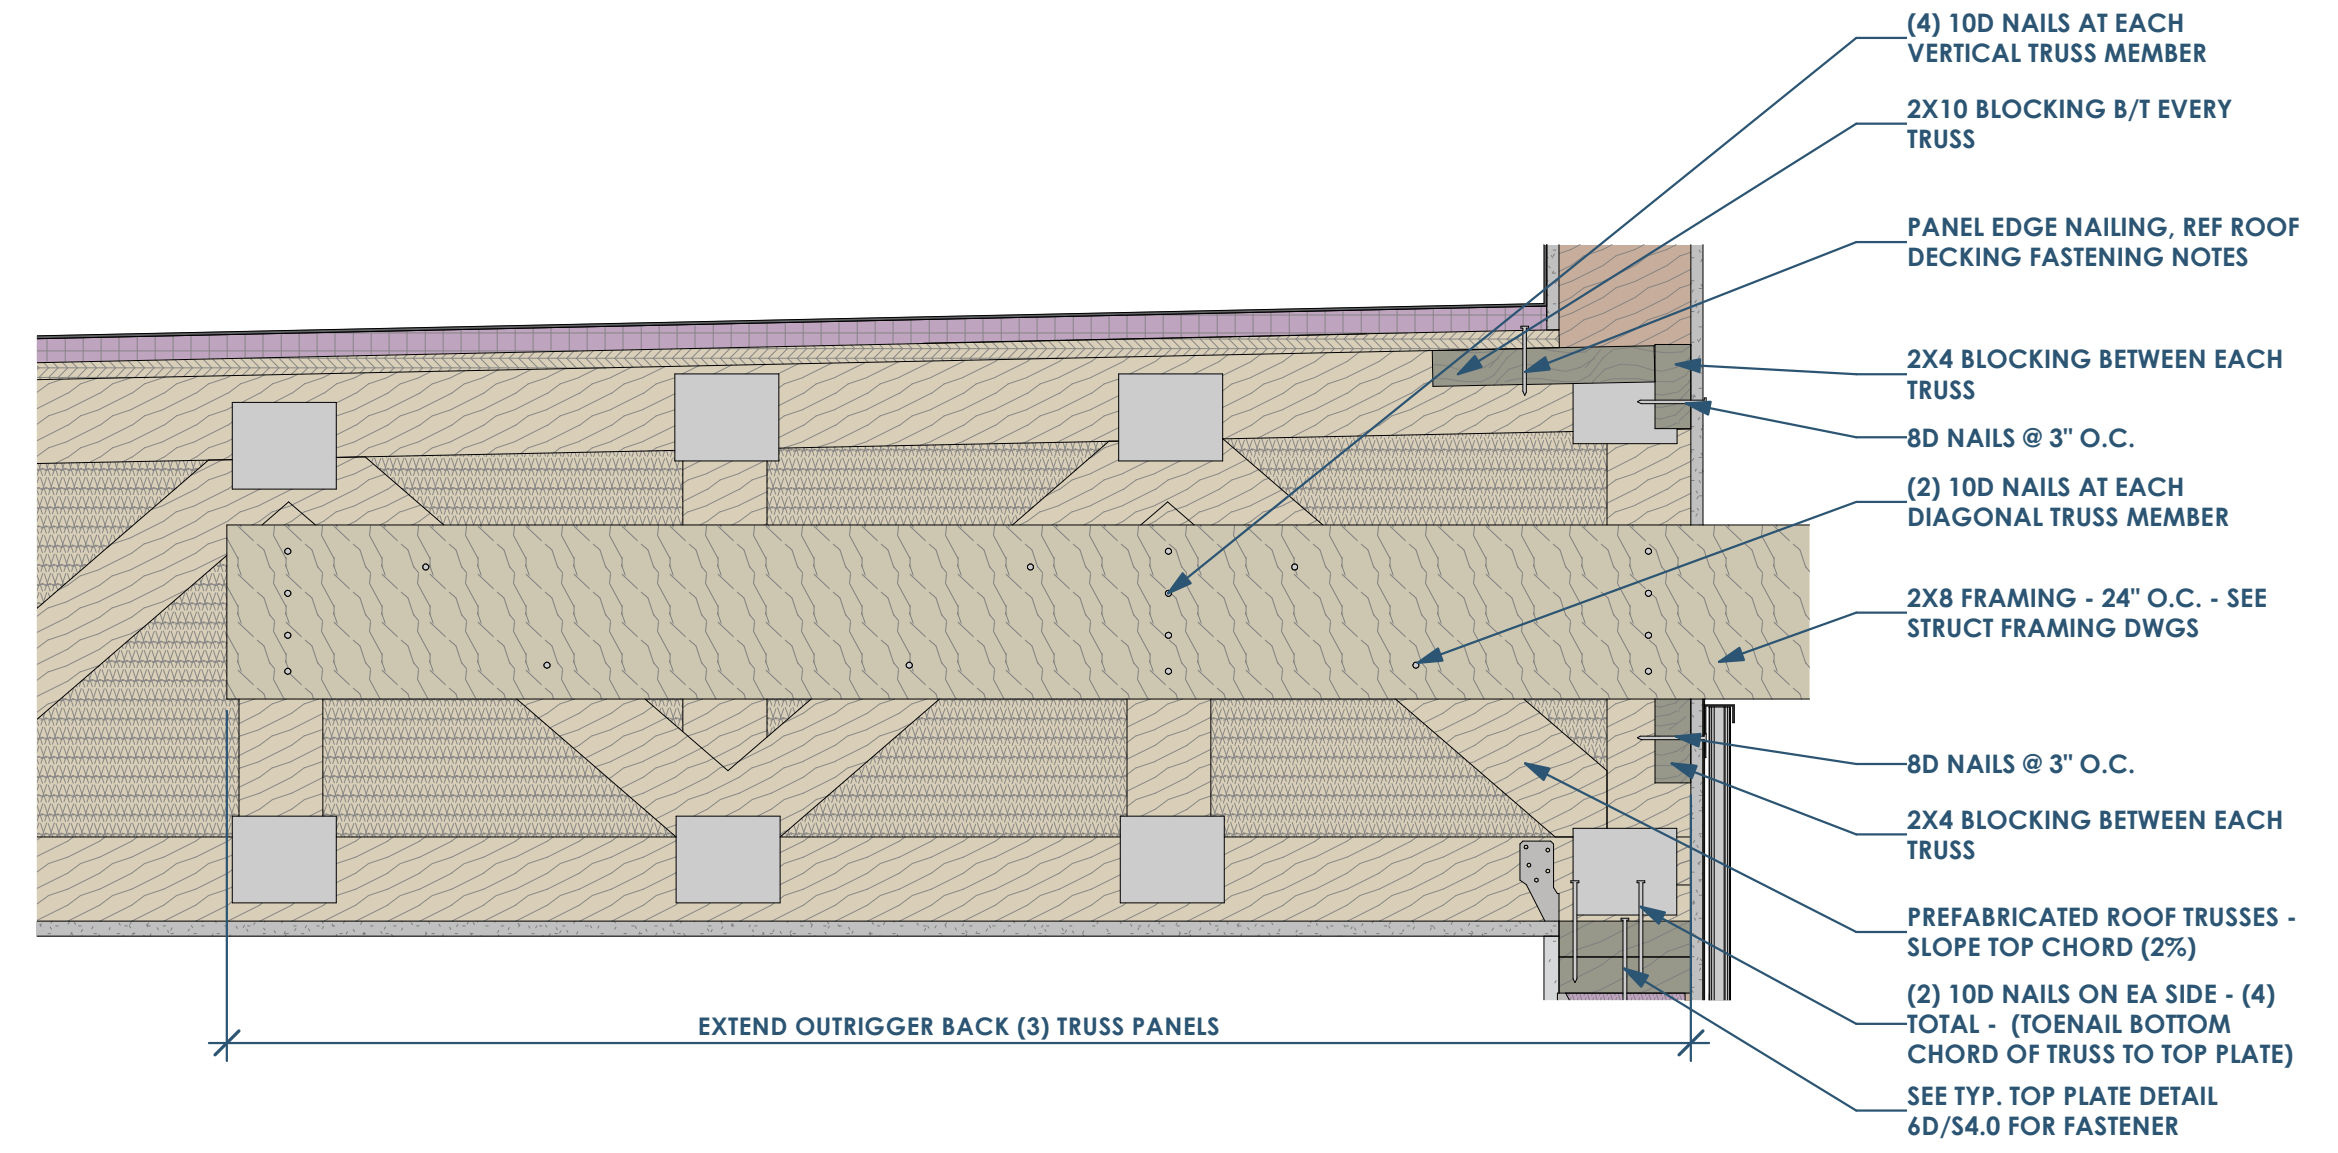 (4) 10D NAILS AT EACH
VERTICAL TRUSS MEMBER
2X10 BLOCKING B/T EVERY
TRUSS
PANEL EDGE NAILING, REF ROOF
DECKING FASTENING NOTES
2X4 BLOCKING BETWEEN EACH
TRUSS
8D NAILS @ 3" O.C.
(2) 10D NAILS AT EACH
DIAGONAL TRUSS MEMBER
2X8 FRAMING - 24" O.C. - SEE
STRUCT FRAMING DWGS
8D NAILS @ 3" O.C.
2X4 BLOCKING BETWEEN EACH
TRUSS
PREFABRICATED ROOF TRUSSES -
SLOPE TOP CHORD (2%)
(2) 10D NAILS ON EA SIDE - (4)
TOTAL -  (TOENAIL BOTTOM
CHORD OF TRUSS TO TOP PLATE)
SEE TYP. TOP PLATE DETAIL
6D/S4.0 FOR FASTENER
EXTEND OUTRIGGER BACK (3) TRUSS PANELS